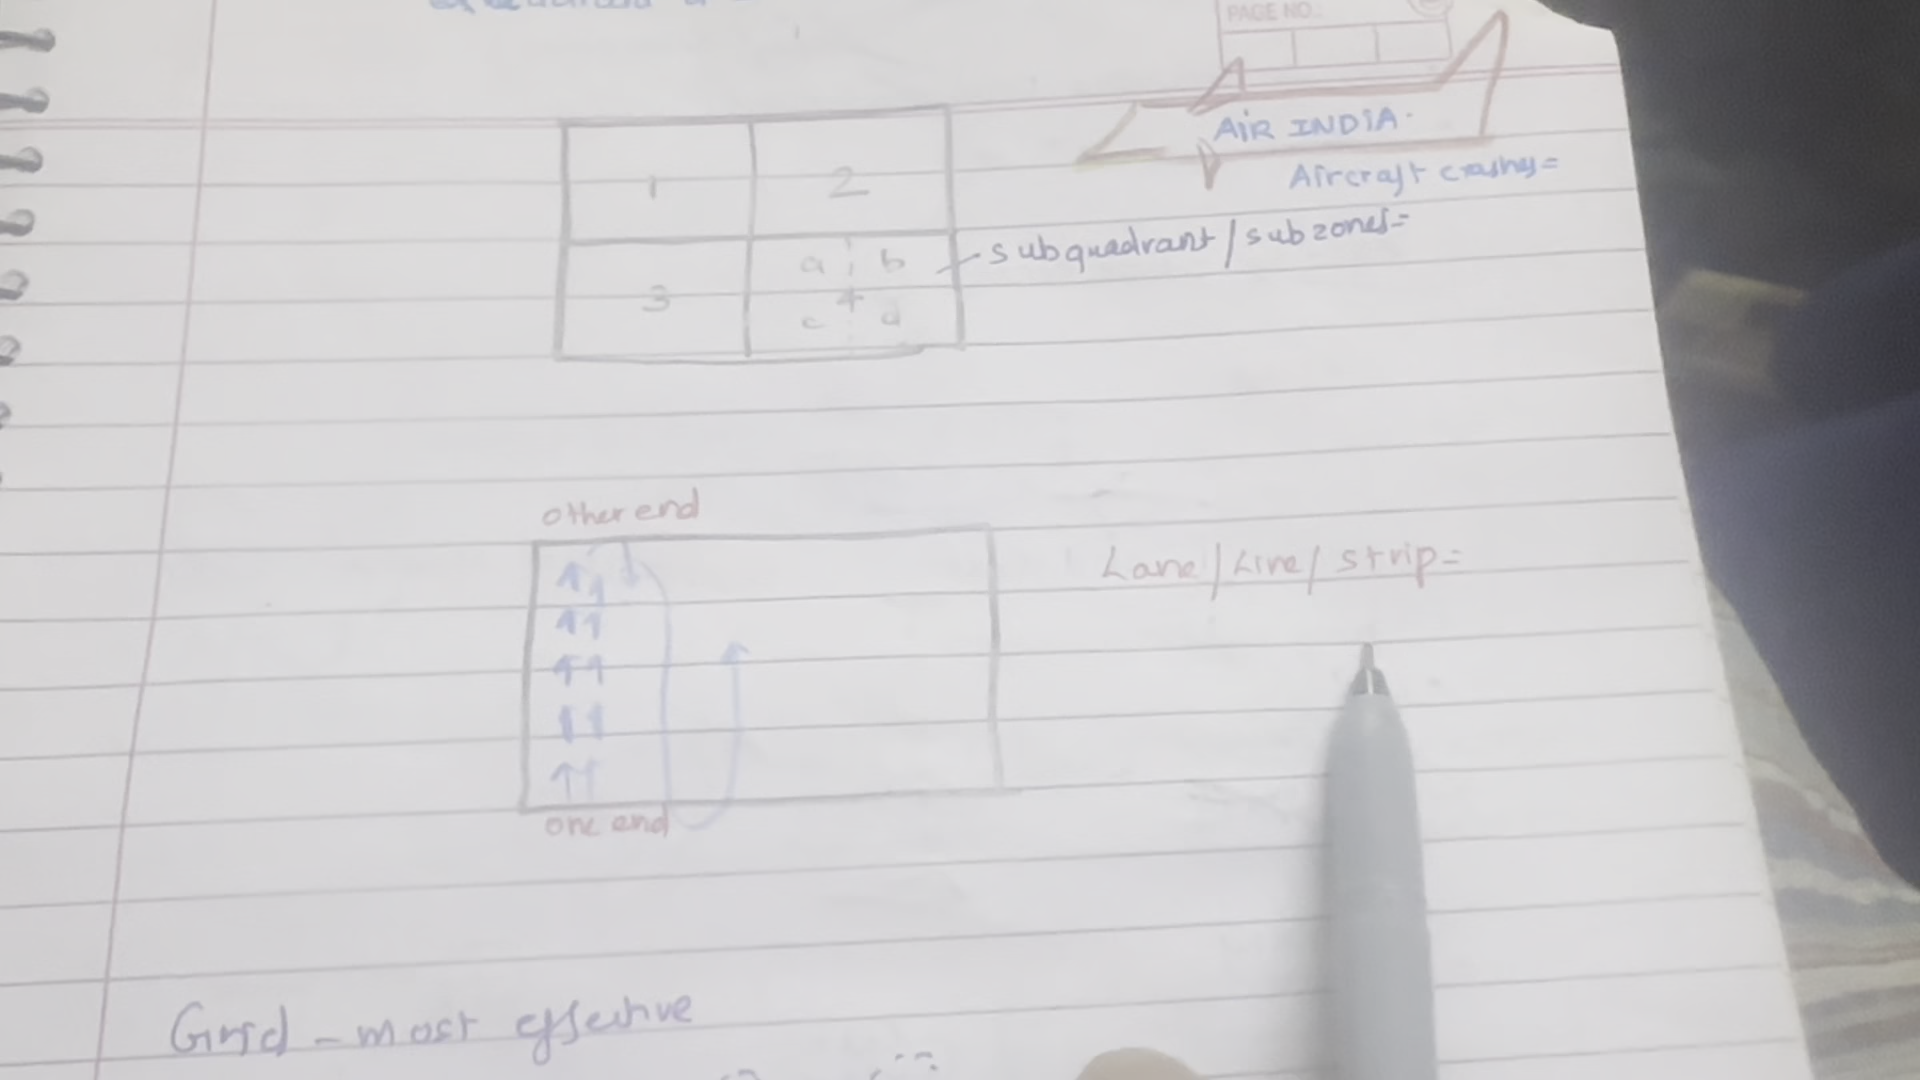 PAGE NO.:
AiR INDIA.
Aircraft crashes=
1 2
subquadrant / subzones=
a b
3 4
c d
other end
Lane / Line / strip=
one end
Grid - most effective